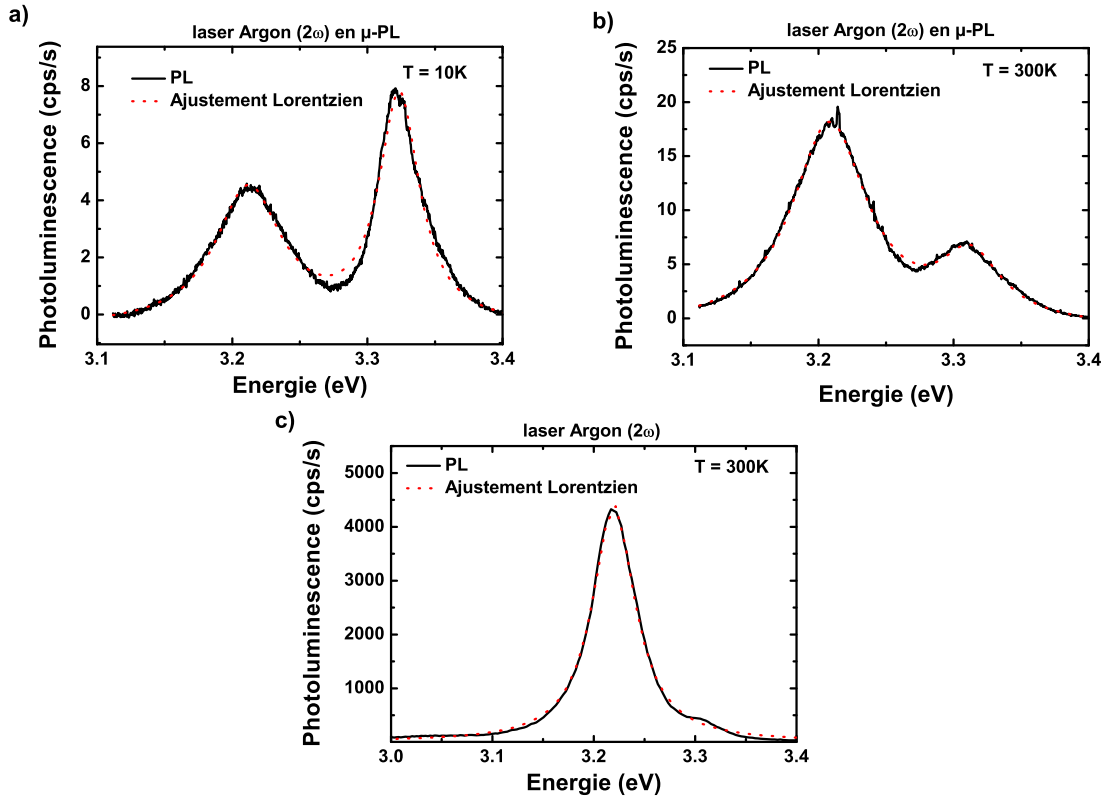 a)
laser Argon (2ω) en µ-PL
PL
Ajustement Lorentzien
T = 10K
Photoluminescence (cps/s)
8
6
4
2
0
3.1 3.2 3.3 3.4
Energie (eV)
b)
laser Argon (2ω) en µ-PL
PL
Ajustement Lorentzien
T = 300K
Photoluminescence (cps/s)
25
20
15
10
5
0
3.1 3.2 3.3 3.4
Energie (eV)
c)
laser Argon (2ω)
PL
Ajustement Lorentzien
T = 300K
Photoluminescence (cps/s)
5000
4000
3000
2000
1000
3.0 3.1 3.2 3.3 3.4
Energie (eV)